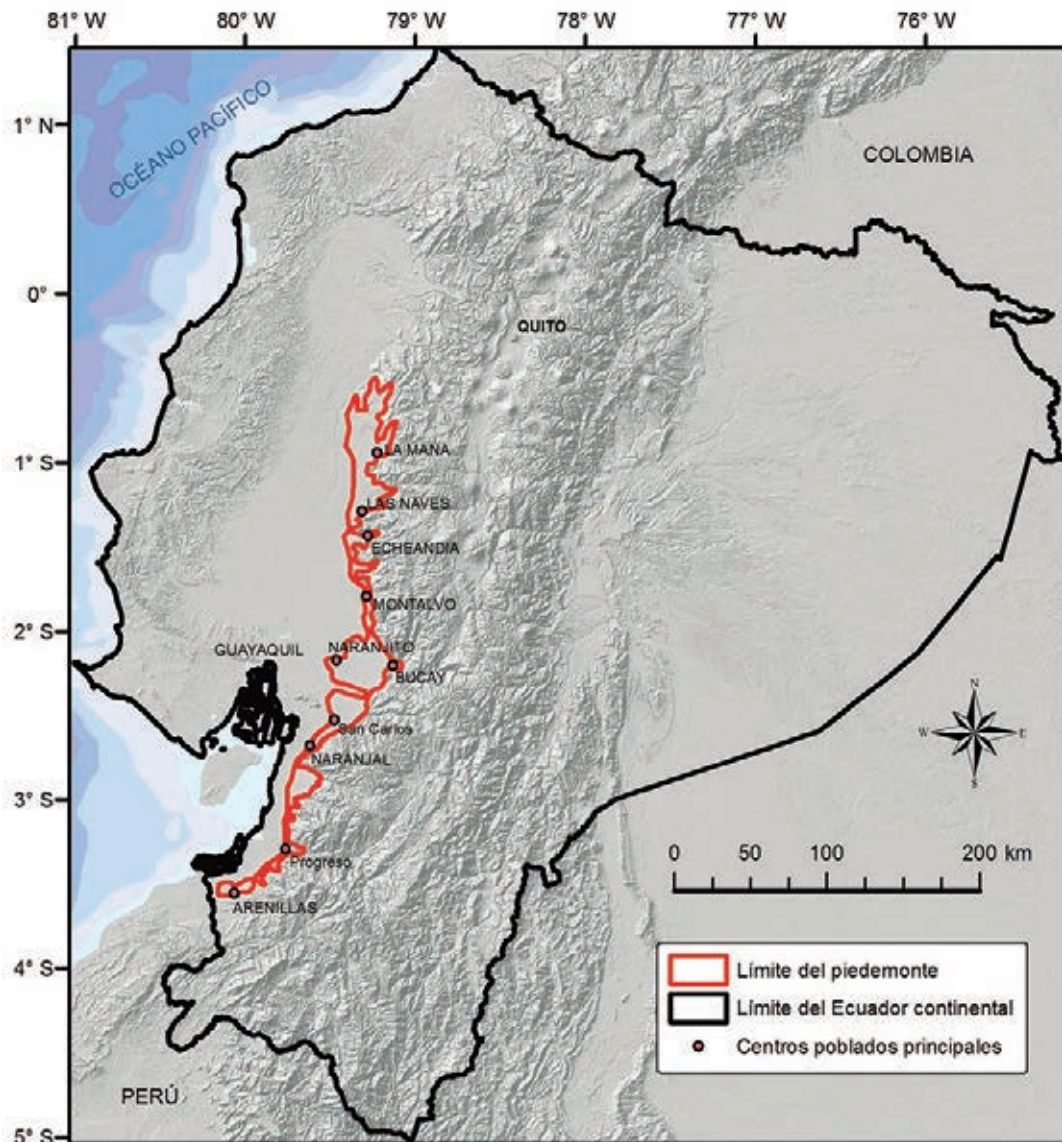 81° W
80° W
79° W
78° W
77° W
76° W
1° N
0°
1° S
2° S
3° S
4° S
5° S
OCÉANO PACÍFICO
COLOMBIA
QUITO
LA MANA
LAS NAVES
ECHEANDIA
MONTALVO
GUAYAQUIL
NARANJITO
BUCAY
San Carlos
NARANJAL
Progreso
ARENILLAS
PERÚ
N
W
E
S
0 50 100 200 km
Límite del piedemonte
Límite del Ecuador continental
Centros poblados principales